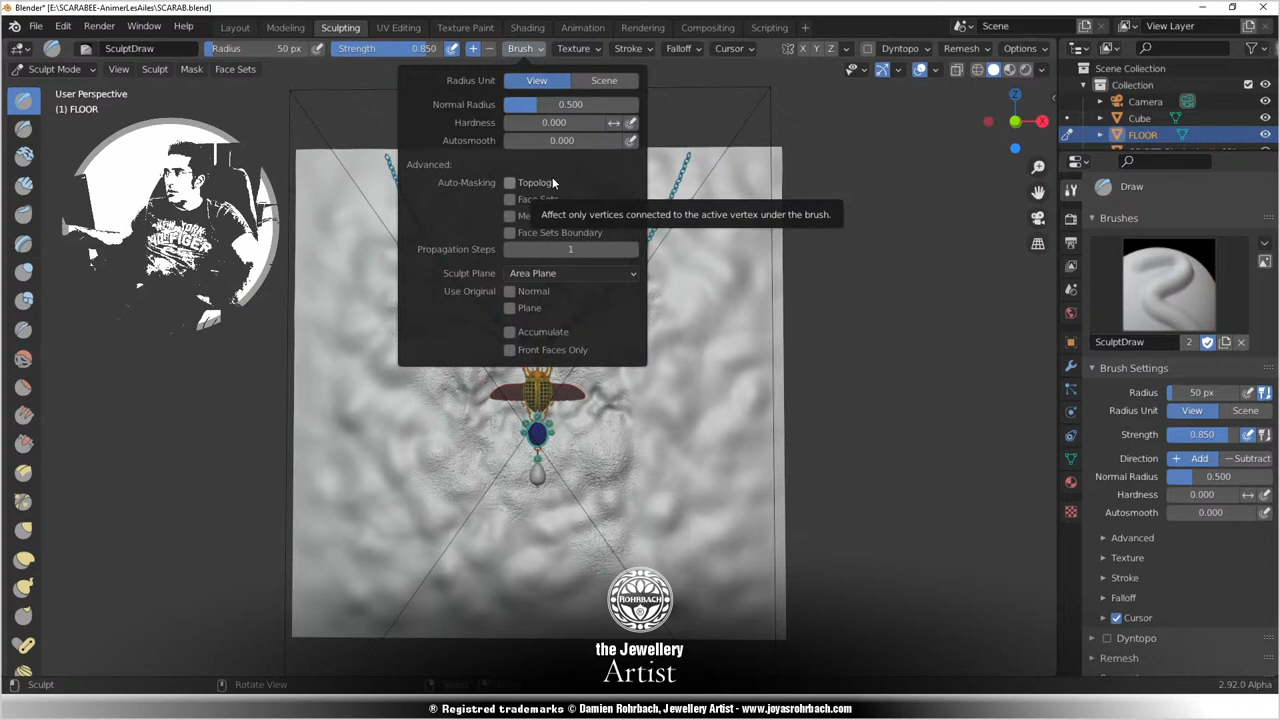 Blender* [E:\SCARABEE-AnimerLesAiles\SCARAB.blend]
File Edit Render Window Help Layout Modeling Sculpting UV Editing Texture Paint Shading Animation Rendering Compositing Scripting Scene View Layer
SculptDraw Radius 50 px Strength 0.850 Brush Texture Stroke Falloff Cursor X Y Z Dyntopo Remesh Options
Sculpt Mode View Sculpt Mask Face Sets
Scene Collection
Collection
Camera
Cube
FLOOR
User Perspective
(1) FLOOR
Z
X
Radius Unit View Scene
Normal Radius 0.500
Hardness 0.000
Autosmooth 0.000
Advanced:
Auto-Masking Topology
Face Sets
Me
Affect only vertices connected to the active vertex under the brush.
Face Sets Boundary
Propagation Steps 1
Sculpt Plane Area Plane
Use Original Normal
Plane
Accumulate
Front Faces Only
NEW YORK
HILFIGER
Draw
Brushes
SculptDraw 2
Brush Settings
Radius 50 px
Radius Unit View Scene
Strength 0.850
Direction + Add − Subtract
Normal Radius 0.500
Hardness 0.000
Autosmooth 0.000
Advanced
Texture
Stroke
Falloff
Cursor
Dyntopo
Remesh
ROHRBACH
the Jewellery
Artist
Sculpt Rotate View 2.92.0 Alpha
® Registered trademarks © Damien Rohrbach, Jewellery Artist - www.joyasrohrbach.com